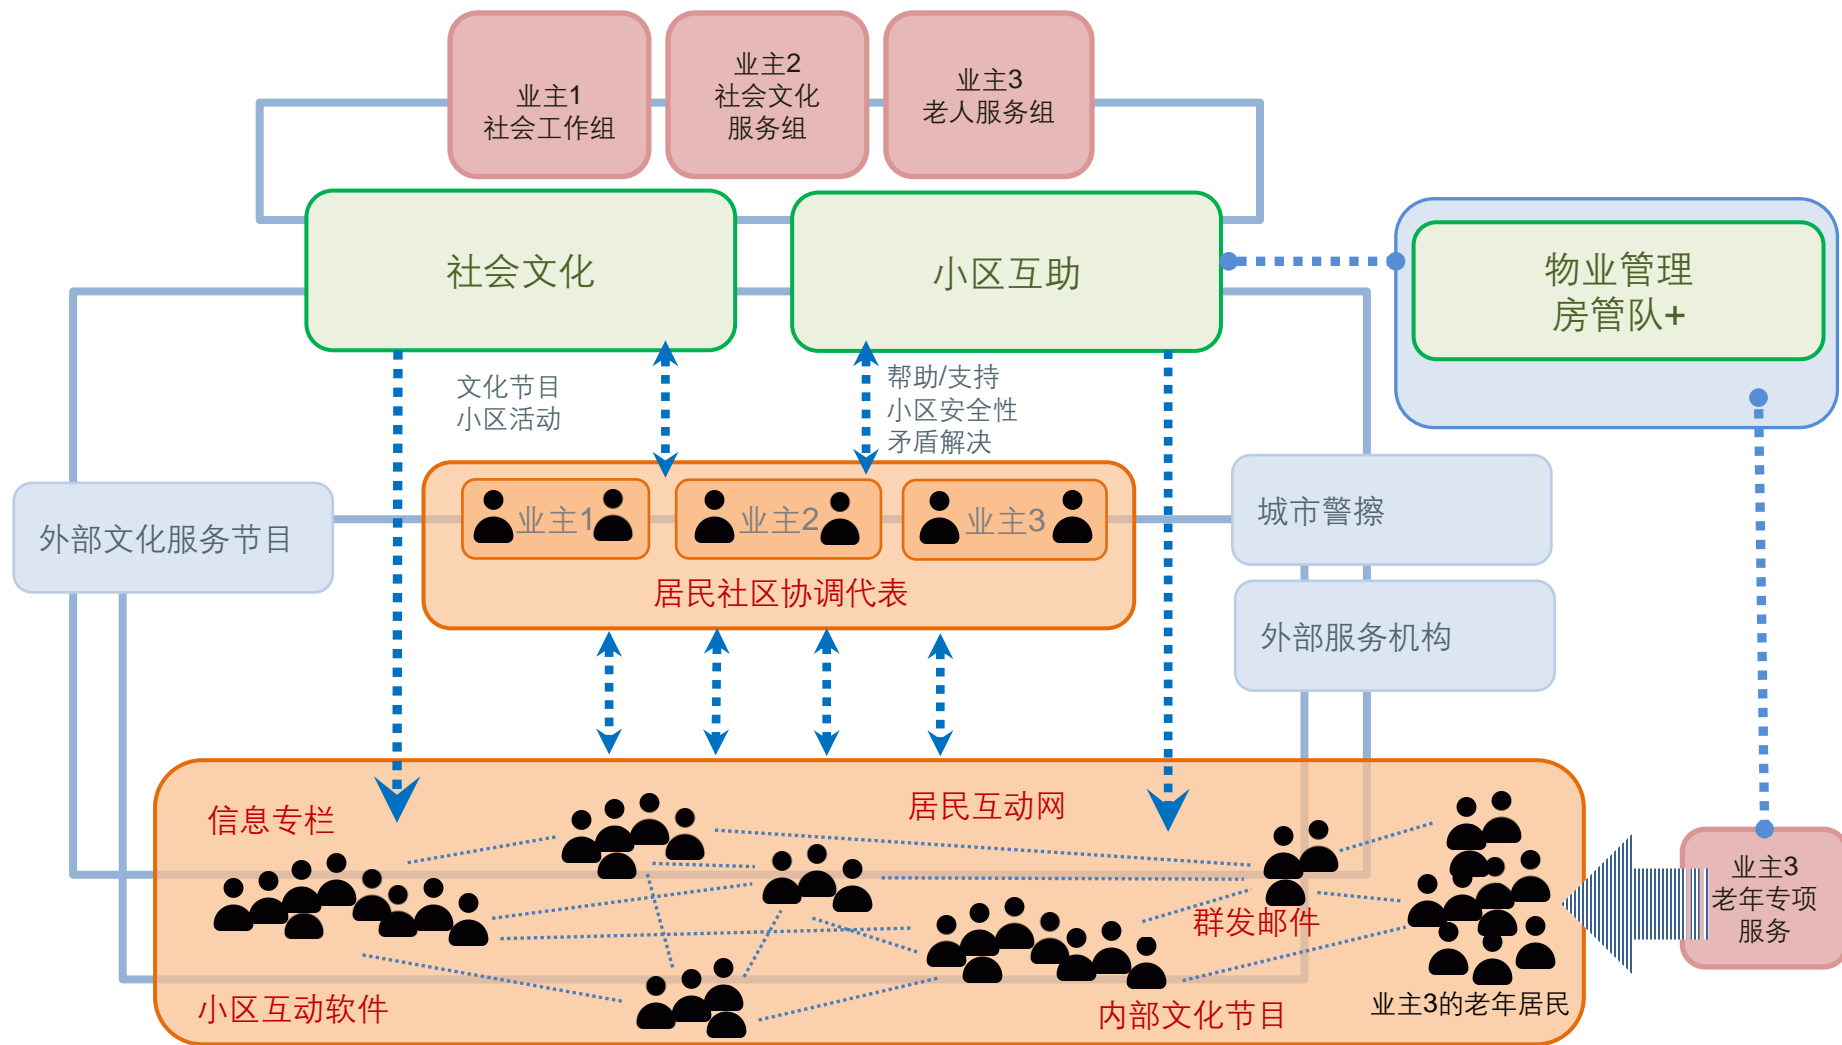 业主1
社会工作组
业主2
社会文化
服务组
业主3
老人服务组
社会文化
小区互助
物业管理
房管队+
文化节目
小区活动
帮助/支持
小区安全性
矛盾解决
外部文化服务节目
业主1
业主2
业主3
居民社区协调代表
城市警擦
外部服务机构
信息专栏
居民互动网
群发邮件
小区互动软件
内部文化节目
业主3的老年居民
业主3
老年专项
服务